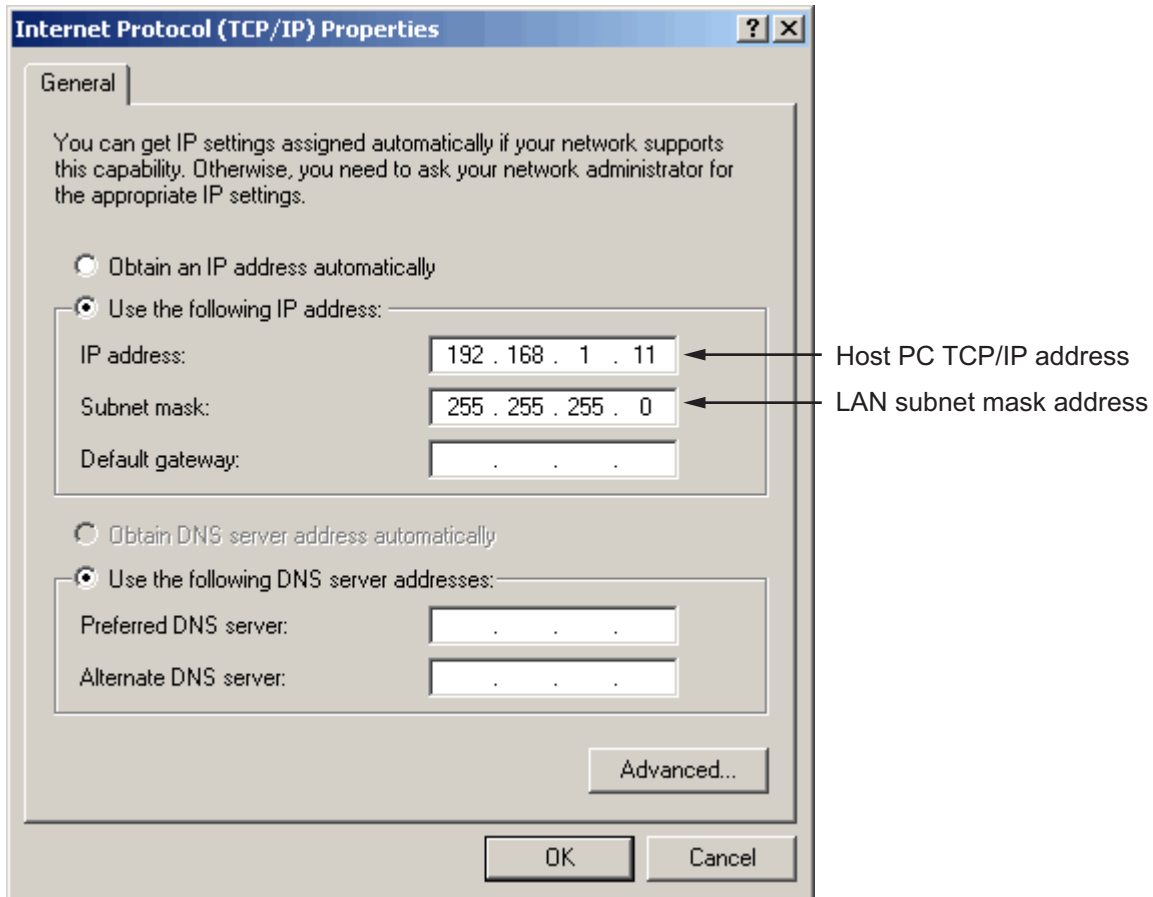 Internet Protocol (TCP/IP) Properties
General
You can get IP settings assigned automatically if your network supports
this capability. Otherwise, you need to ask your network administrator for
the appropriate IP settings.
Obtain an IP address automatically
Use the following IP address:
IP address: 192 . 168 . 1 . 11 Host PC TCP/IP address
Subnet mask: 255 . 255 . 255 . 0 LAN subnet mask address
Default gateway: . . .
Obtain DNS server address automatically
Use the following DNS server addresses:
Preferred DNS server: . . .
Alternate DNS server: . . .
Advanced...
OK Cancel